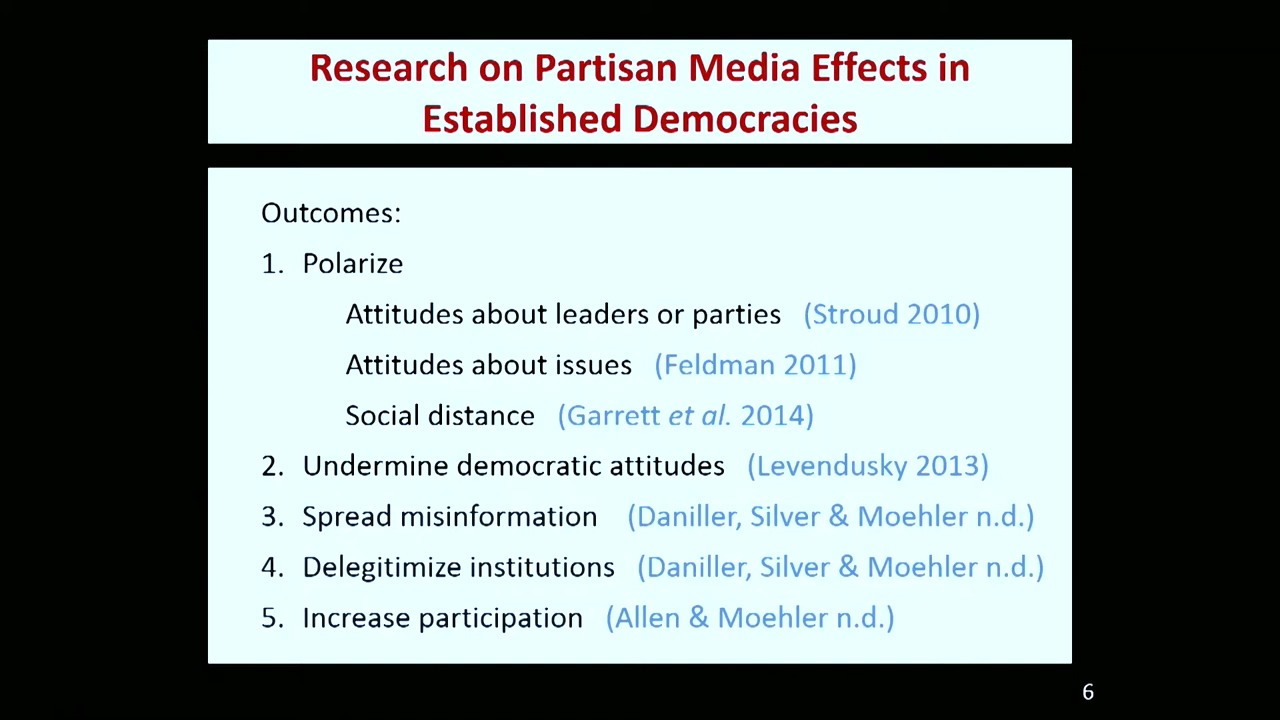 Research on Partisan Media Effects in
Established Democracies
Outcomes:
1. Polarize
Attitudes about leaders or parties (Stroud 2010)
Attitudes about issues (Feldman 2011)
Social distance (Garrett et al. 2014)
2. Undermine democratic attitudes (Levendusky 2013)
3. Spread misinformation (Daniller, Silver & Moehler n.d.)
4. Delegitimize institutions (Daniller, Silver & Moehler n.d.)
5. Increase participation (Allen & Moehler n.d.)
6